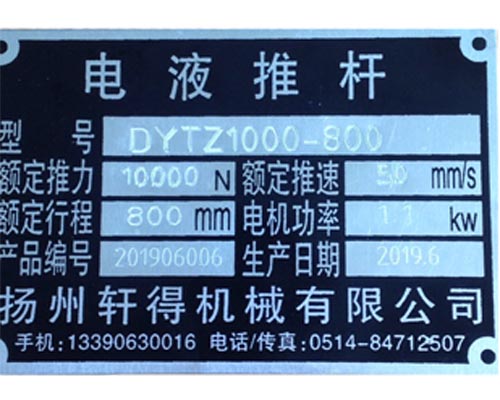 电液推杆
型号 DYTZ1000-800/
额定推力 10000 N 额定推速 50 mm/s
额定行程 800 mm 电机功率 1.1 kw
产品编号 201906006 生产日期 2019.6
扬州轩得机械有限公司
手机:13390630016 电话/传真:0514-84712507